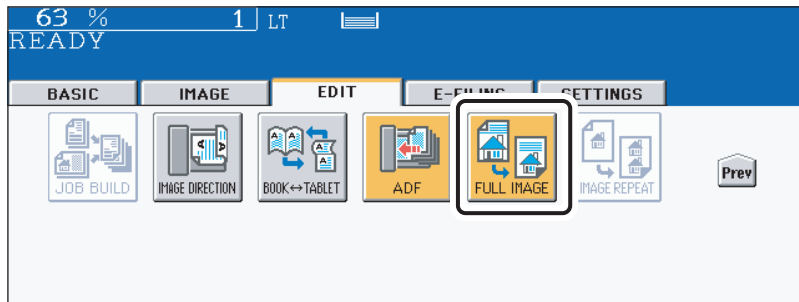 63 % 1 LT
READY
BASIC IMAGE EDIT E-FILING SETTINGS
JOB BUILD IMAGE DIRECTION BOOK↔TABLET ADF FULL IMAGE IMAGE REPEAT Prev